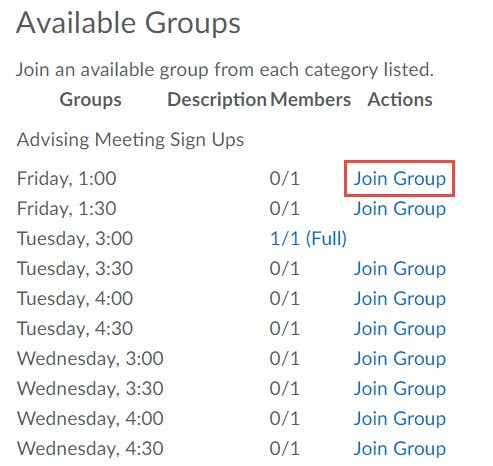 Available Groups
Join an available group from each category listed.
Groups Description Members Actions
Advising Meeting Sign Ups
Friday, 1:00 0/1 Join Group
Friday, 1:30 0/1 Join Group
Tuesday, 3:00 1/1 (Full)
Tuesday, 3:30 0/1 Join Group
Tuesday, 4:00 0/1 Join Group
Tuesday, 4:30 0/1 Join Group
Wednesday, 3:00 0/1 Join Group
Wednesday, 3:30 0/1 Join Group
Wednesday, 4:00 0/1 Join Group
Wednesday, 4:30 0/1 Join Group